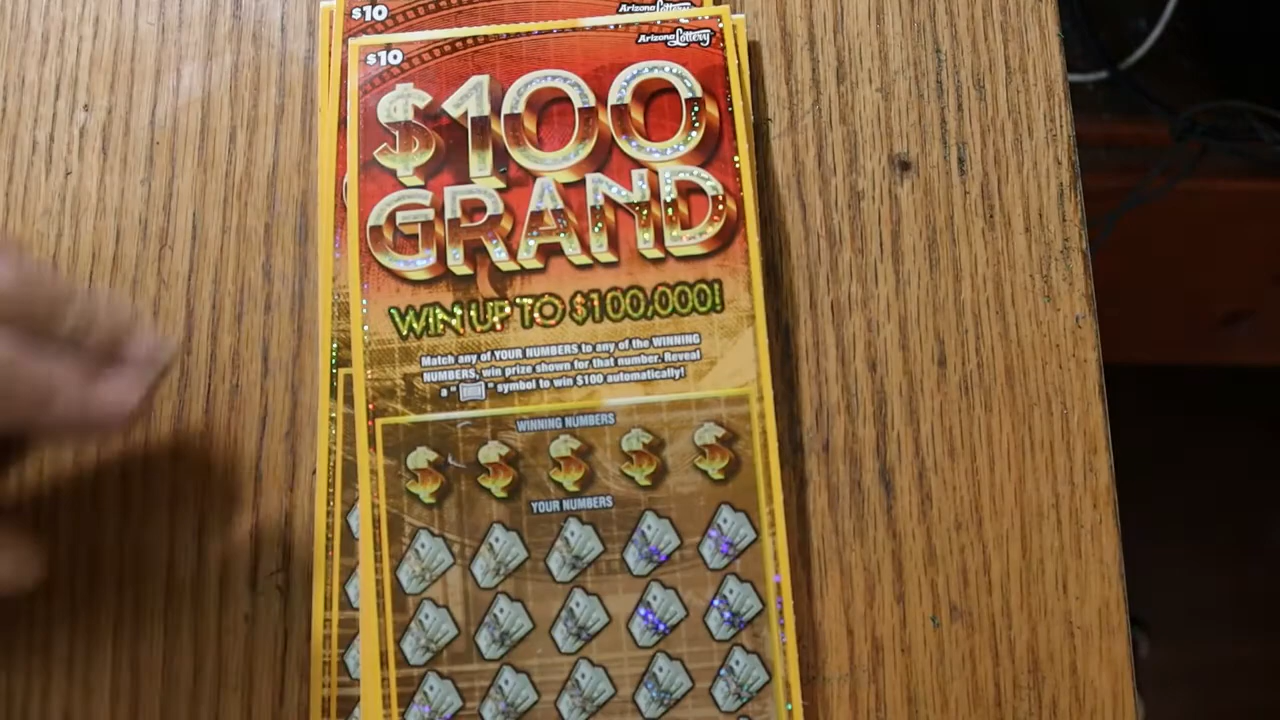 $10
Arizona Lottery
$10
Arizona Lottery
$100
GRAND
WIN UP TO $100,000!
Match any of YOUR NUMBERS to any of the WINNING
NUMBERS, win prize shown for that number. Reveal
a " " symbol to win $100 automatically!
WINNING NUMBERS
$ $ $ $ $
YOUR NUMBERS